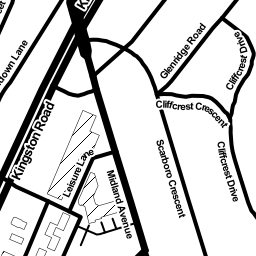 Glenridge Road
Cliffcrest Drive
Cliffcrest Crescent
Kingston Road
Leisure Lane
Midland Avenue
Scarboro Crescent
Cliffcrest Drive